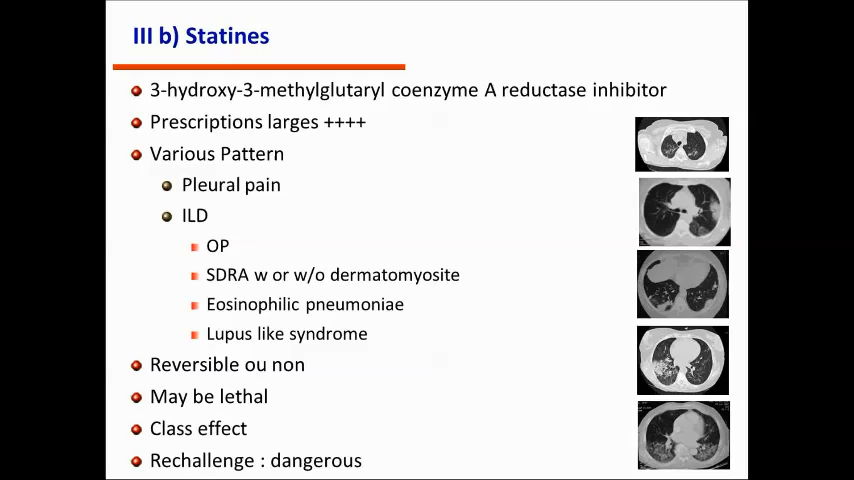 III b) Statines
3-hydroxy-3-methylglutaryl coenzyme A reductase inhibitor
Prescriptions larges ++++
Various Pattern
Pleural pain
ILD
OP
SDRA w or w/o dermatomyosite
Eosinophilic pneumoniae
Lupus like syndrome
Reversible ou non
May be lethal
Class effect
Rechallenge : dangerous